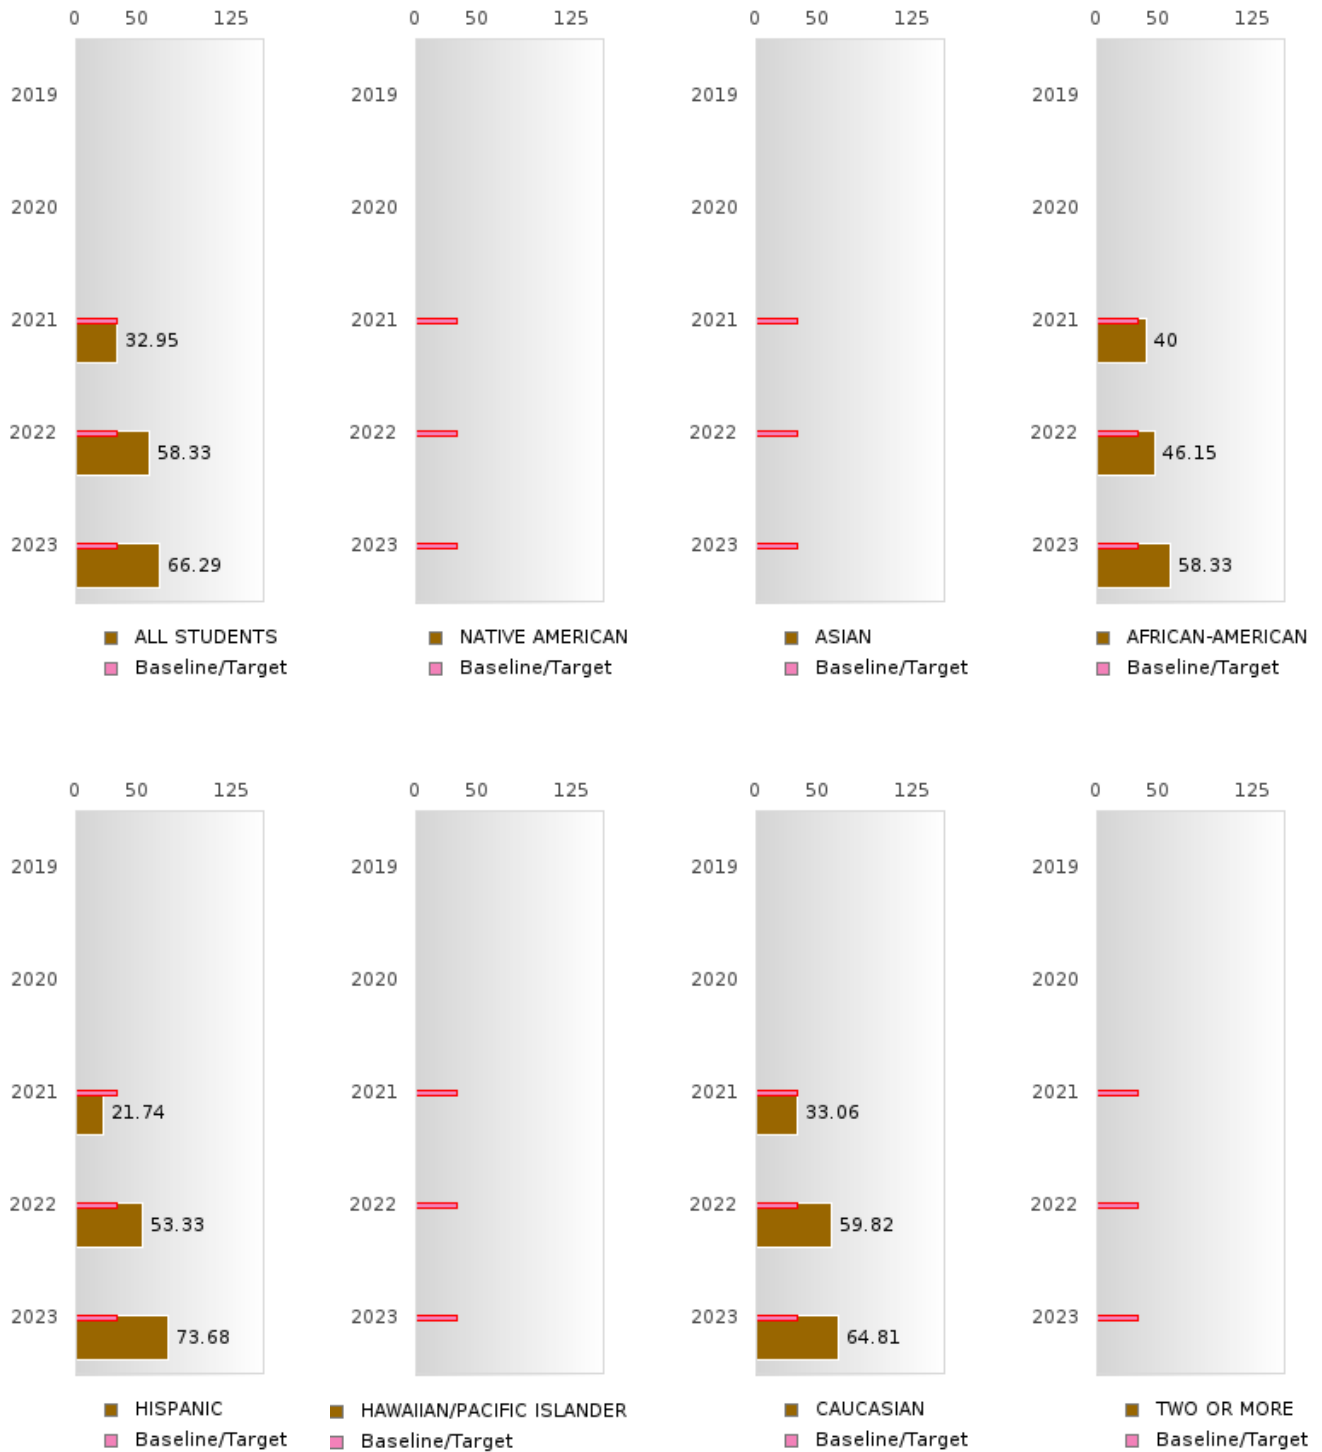 0 50 125 0 50 125 0 50 125 0 50 125
2019 2019 2019 2019
2020 2020 2020 2020
2021 32.95 2021 2021 2021 40
2022 58.33 2022 2022 2022 46.15
2023 66.29 2023 2023 2023 58.33
ALL STUDENTS NATIVE AMERICAN ASIAN AFRICAN-AMERICAN
Baseline/Target Baseline/Target Baseline/Target Baseline/Target
0 50 125 0 50 125 0 50 125 0 50 125
2019 2019 2019 2019
2020 2020 2020 2020
2021 21.74 2021 2021 33.06 2021
2022 53.33 2022 2022 59.82 2022
2023 73.68 2023 2023 64.81 2023
HISPANIC HAWAIIAN/PACIFIC ISLANDER CAUCASIAN TWO OR MORE
Baseline/Target Baseline/Target Baseline/Target Baseline/Target